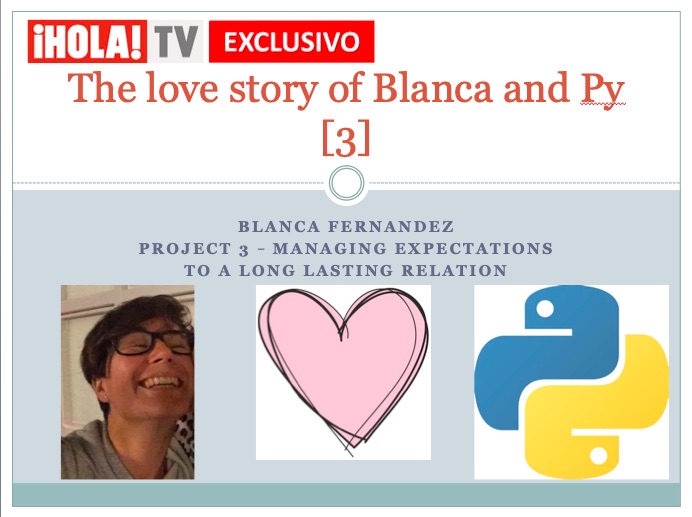 ¡HOLA! TV EXCLUSIVO
The love story of Blanca and Py
[3]
BLANCA FERNANDEZ
PROJECT 3 – MANAGING EXPECTATIONS
TO A LONG LASTING RELATION